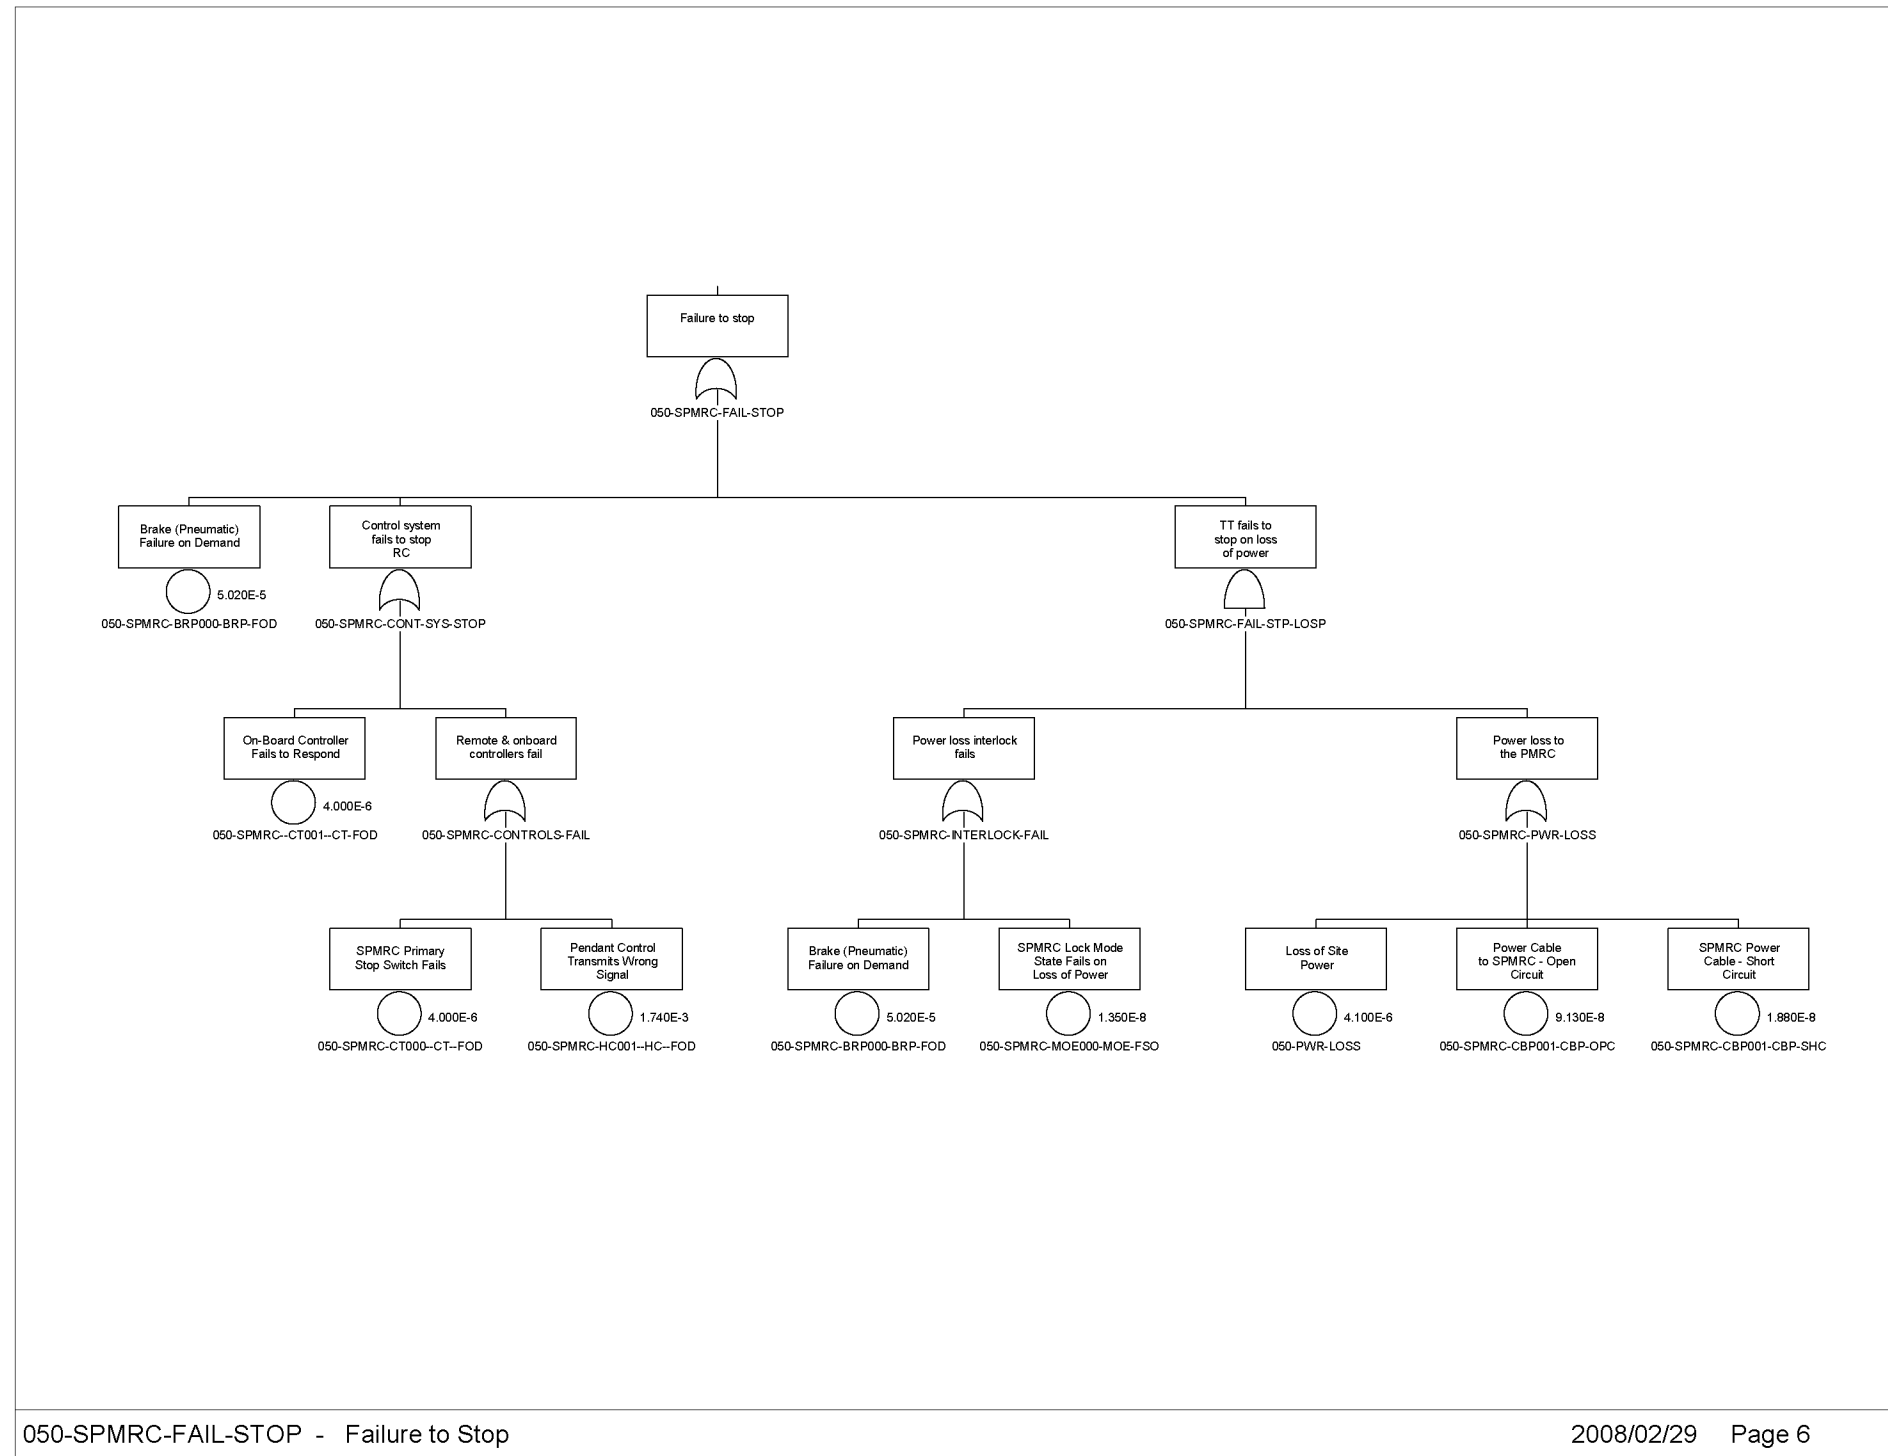 Failure to stop
050-SPMRC-FAIL-STOP
Brake (Pneumatic)
Failure on Demand
5.020E-5
050-SPMRC-BRP000-BRP-FOD
Control system
fails to stop
RC
050-SPMRC-CONT-SYS-STOP
TT fails to
stop on loss
of power
050-SPMRC-FAIL-STP-LOSP
On-Board Controller
Fails to Respond
4.000E-6
050-SPMRC--CT001--CT-FOD
Remote & onboard
controllers fail
050-SPMRC-CONTROLS-FAIL
Power loss interlock
fails
050-SPMRC-INTERLOCK-FAIL
Power loss to
the PMRC
050-SPMRC-PWR-LOSS
SPMRC Primary
Stop Switch Fails
4.000E-6
050-SPMRC-CT000--CT--FOD
Pendant Control
Transmits Wrong
Signal
1.740E-3
050-SPMRC-HC001--HC--FOD
Brake (Pneumatic)
Failure on Demand
5.020E-5
050-SPMRC-BRP000-BRP-FOD
SPMRC Lock Mode
State Fails on
Loss of Power
1.350E-8
050-SPMRC-MOE000-MOE-FSO
Loss of Site
Power
4.100E-6
050-PWR-LOSS
Power Cable
to SPMRC - Open
Circuit
9.130E-8
050-SPMRC-CBP001-CBP-OPC
SPMRC Power
Cable - Short
Circuit
1.880E-8
050-SPMRC-CBP001-CBP-SHC
050-SPMRC-FAIL-STOP - Failure to Stop
2008/02/29 Page 6